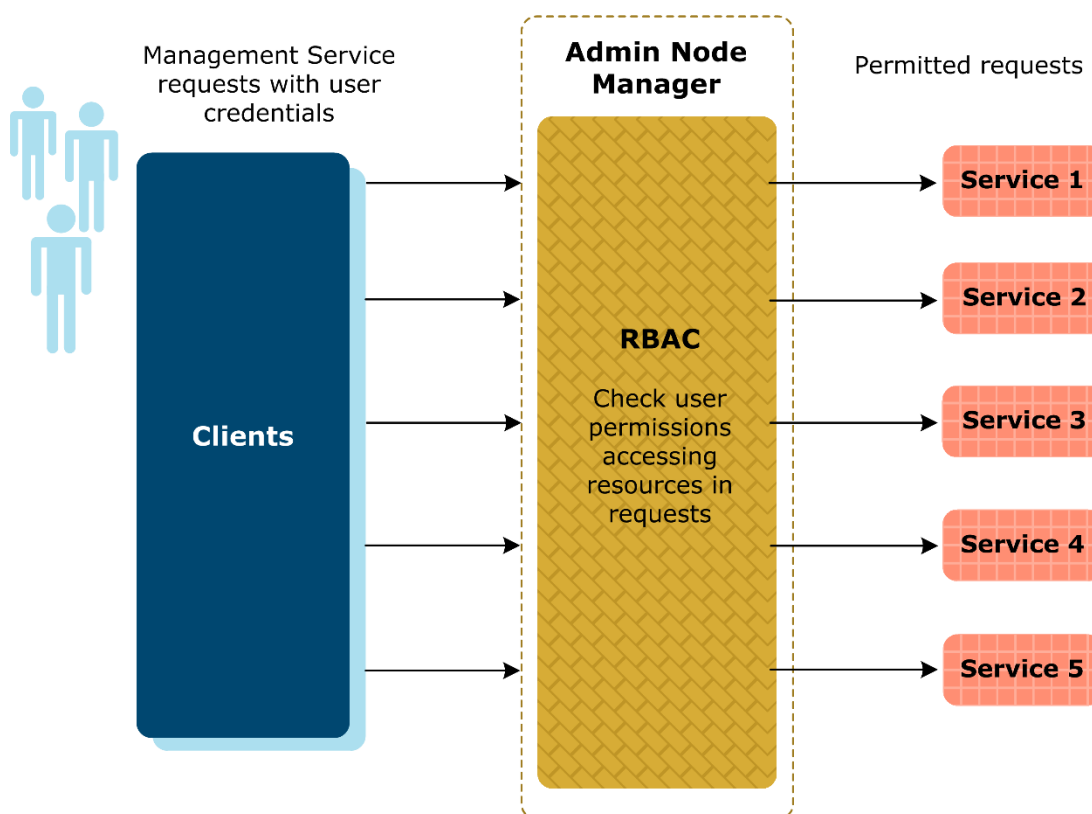 Management Service
requests with user
credentials
Clients
Admin Node
Manager
RBAC
Check user
permissions
accessing
resources in
requests
Permitted requests
Service 1
Service 2
Service 3
Service 4
Service 5